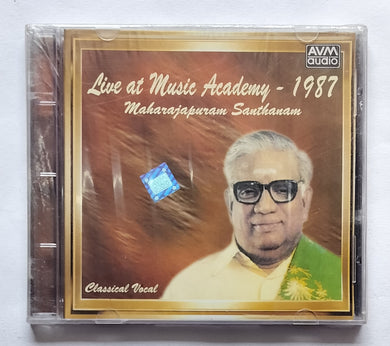 AVM
audio
Live at Music Academy - 1987
Maharajapuram Santhanam
Classical Vocal